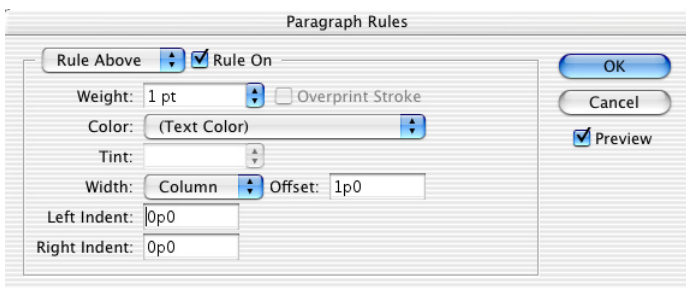 Paragraph Rules
Rule Above Rule On
OK
Weight: 1 pt Overprint Stroke
Cancel
Color: (Text Color)
Preview
Tint:
Width: Column Offset: 1p0
Left Indent: 0p0
Right Indent: 0p0